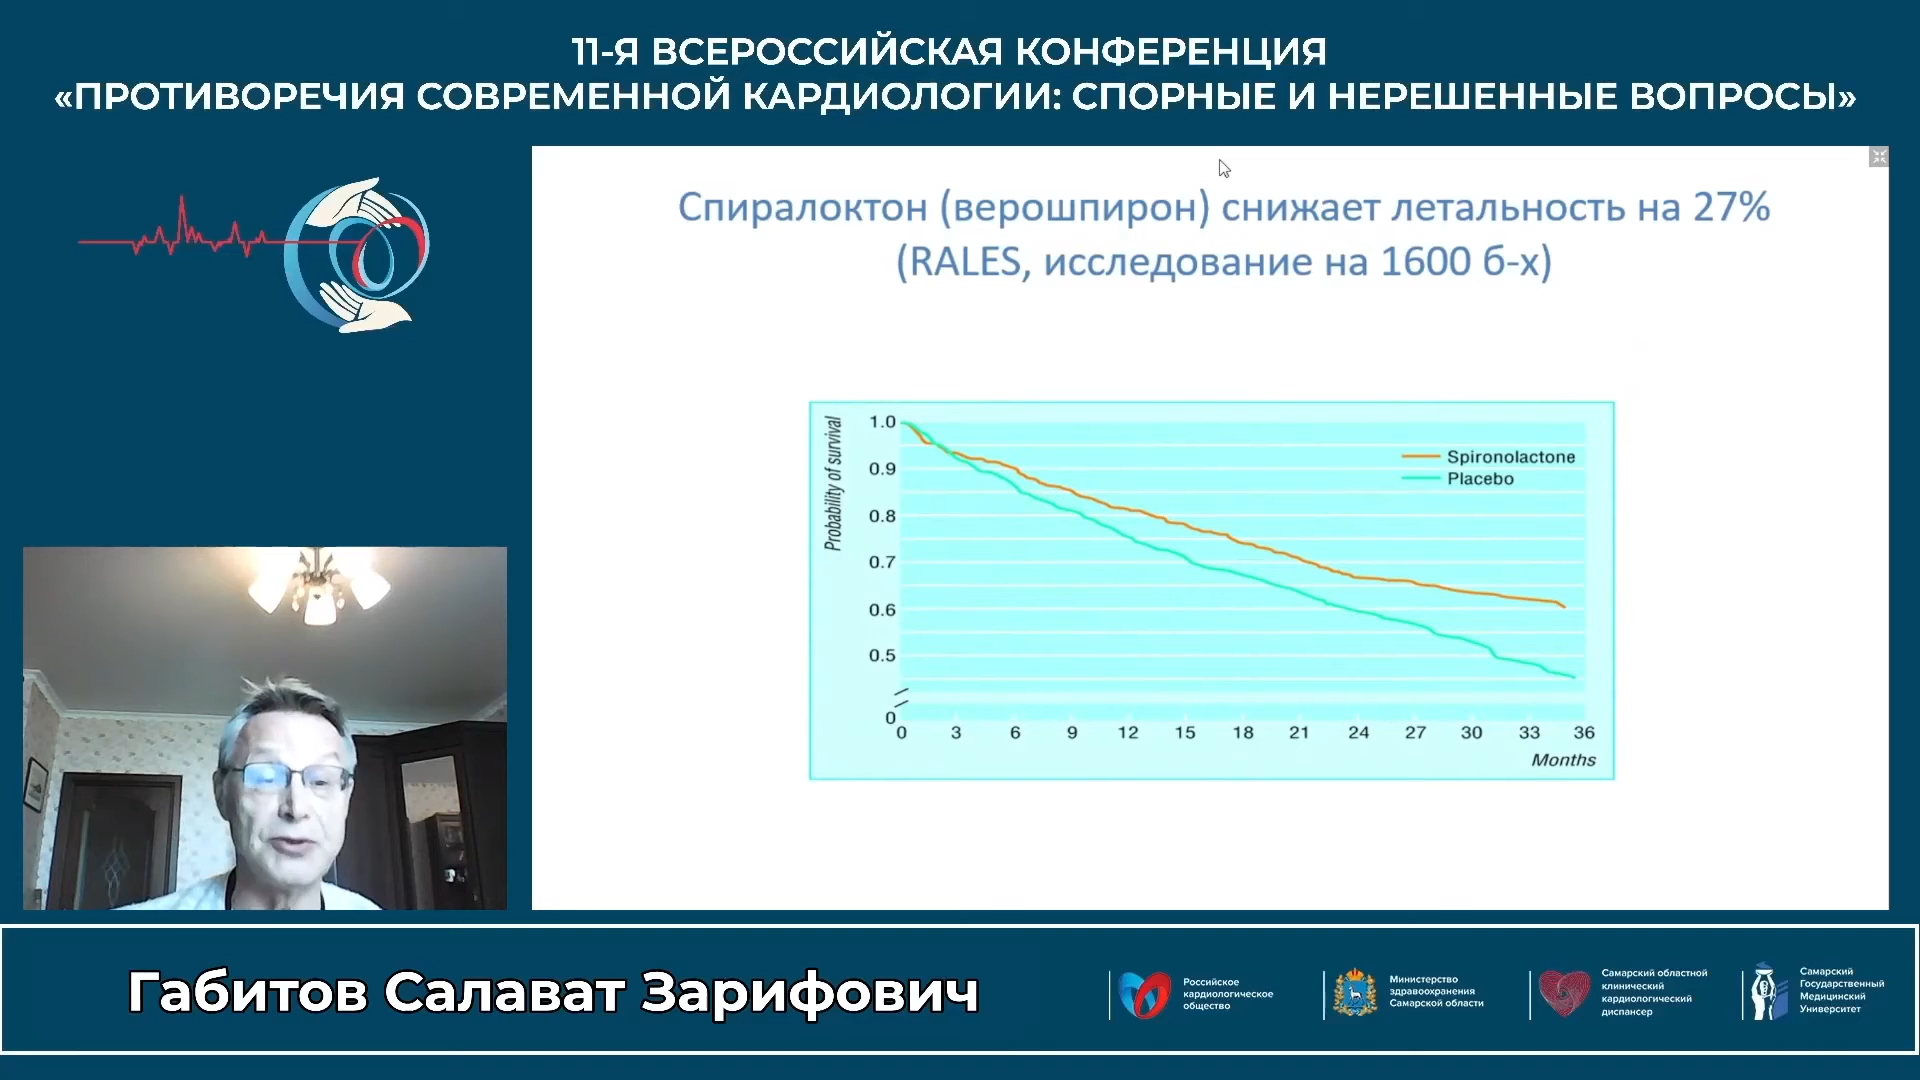 11-Я ВСЕРОССИЙСКАЯ КОНФЕРЕНЦИЯ
«ПРОТИВОРЕЧИЯ СОВРЕМЕННОЙ КАРДИОЛОГИИ: СПОРНЫЕ И НЕРЕШЕННЫЕ ВОПРОСЫ»
Спиралоктон (верошпирон) снижает летальность на 27%
(RALES, исследование на 1600 б-х)
Probability of survival
1.0
0.9
0.8
0.7
0.6
0.5
0
Spironolactone
Placebo
0 3 6 9 12 15 18 21 24 27 30 33 36
Months
Габитов Салават Зарифович
Российское
кардиологическое
общество
Министерство
здравоохранения
Самарской области
Самарский областной
клинический
кардиологический
диспансер
Самарский
Государственный
Медицинский
Университет